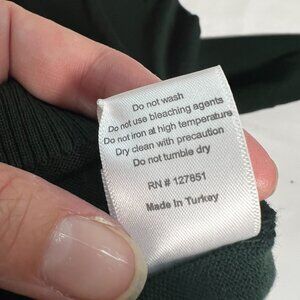 Do not wash
Do not use bleaching agents
Do not iron at high temperature
Dry clean with precaution
Do not tumble dry
RN # 127851
Made In Turkey